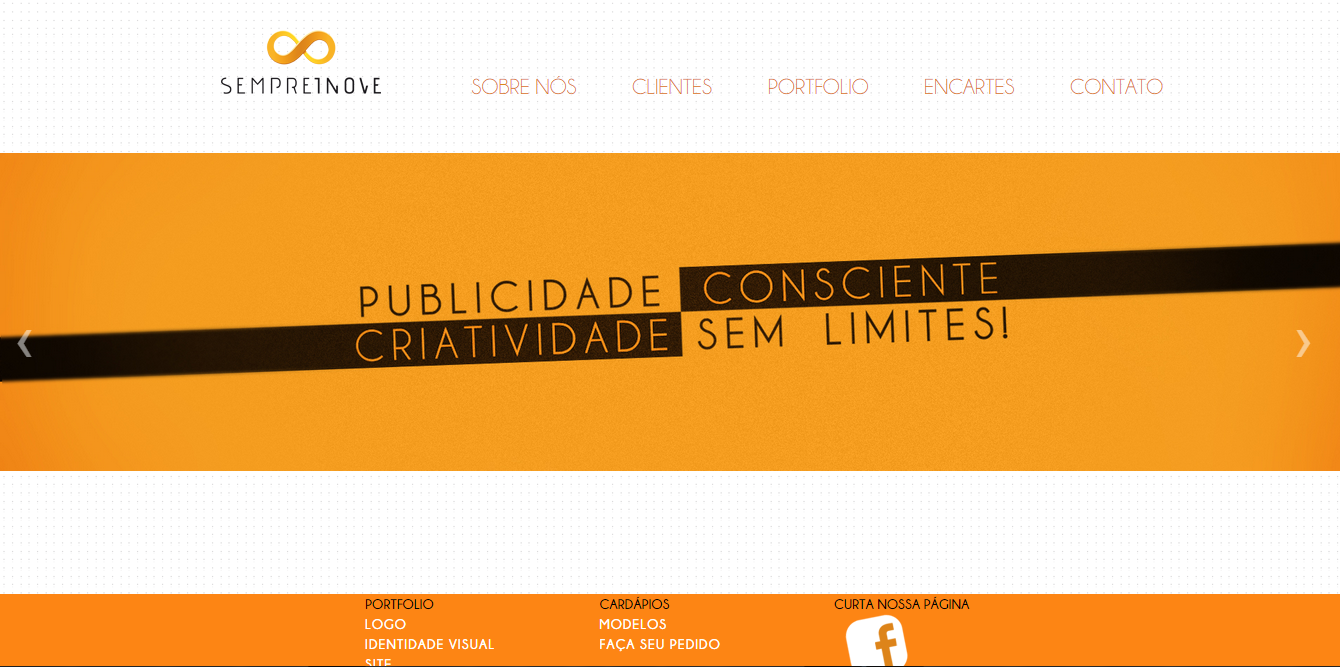 SEMPREINOVE
SOBRE NÓS CLIENTES PORTFOLIO ENCARTES CONTATO
PUBLICIDADE CONSCIENTE
CRIATIVIDADE SEM LIMITES!
PORTFOLIO CARDÁPIOS CURTA NOSSA PÁGINA
LOGO MODELOS
IDENTIDADE VISUAL FAÇA SEU PEDIDO
SITE